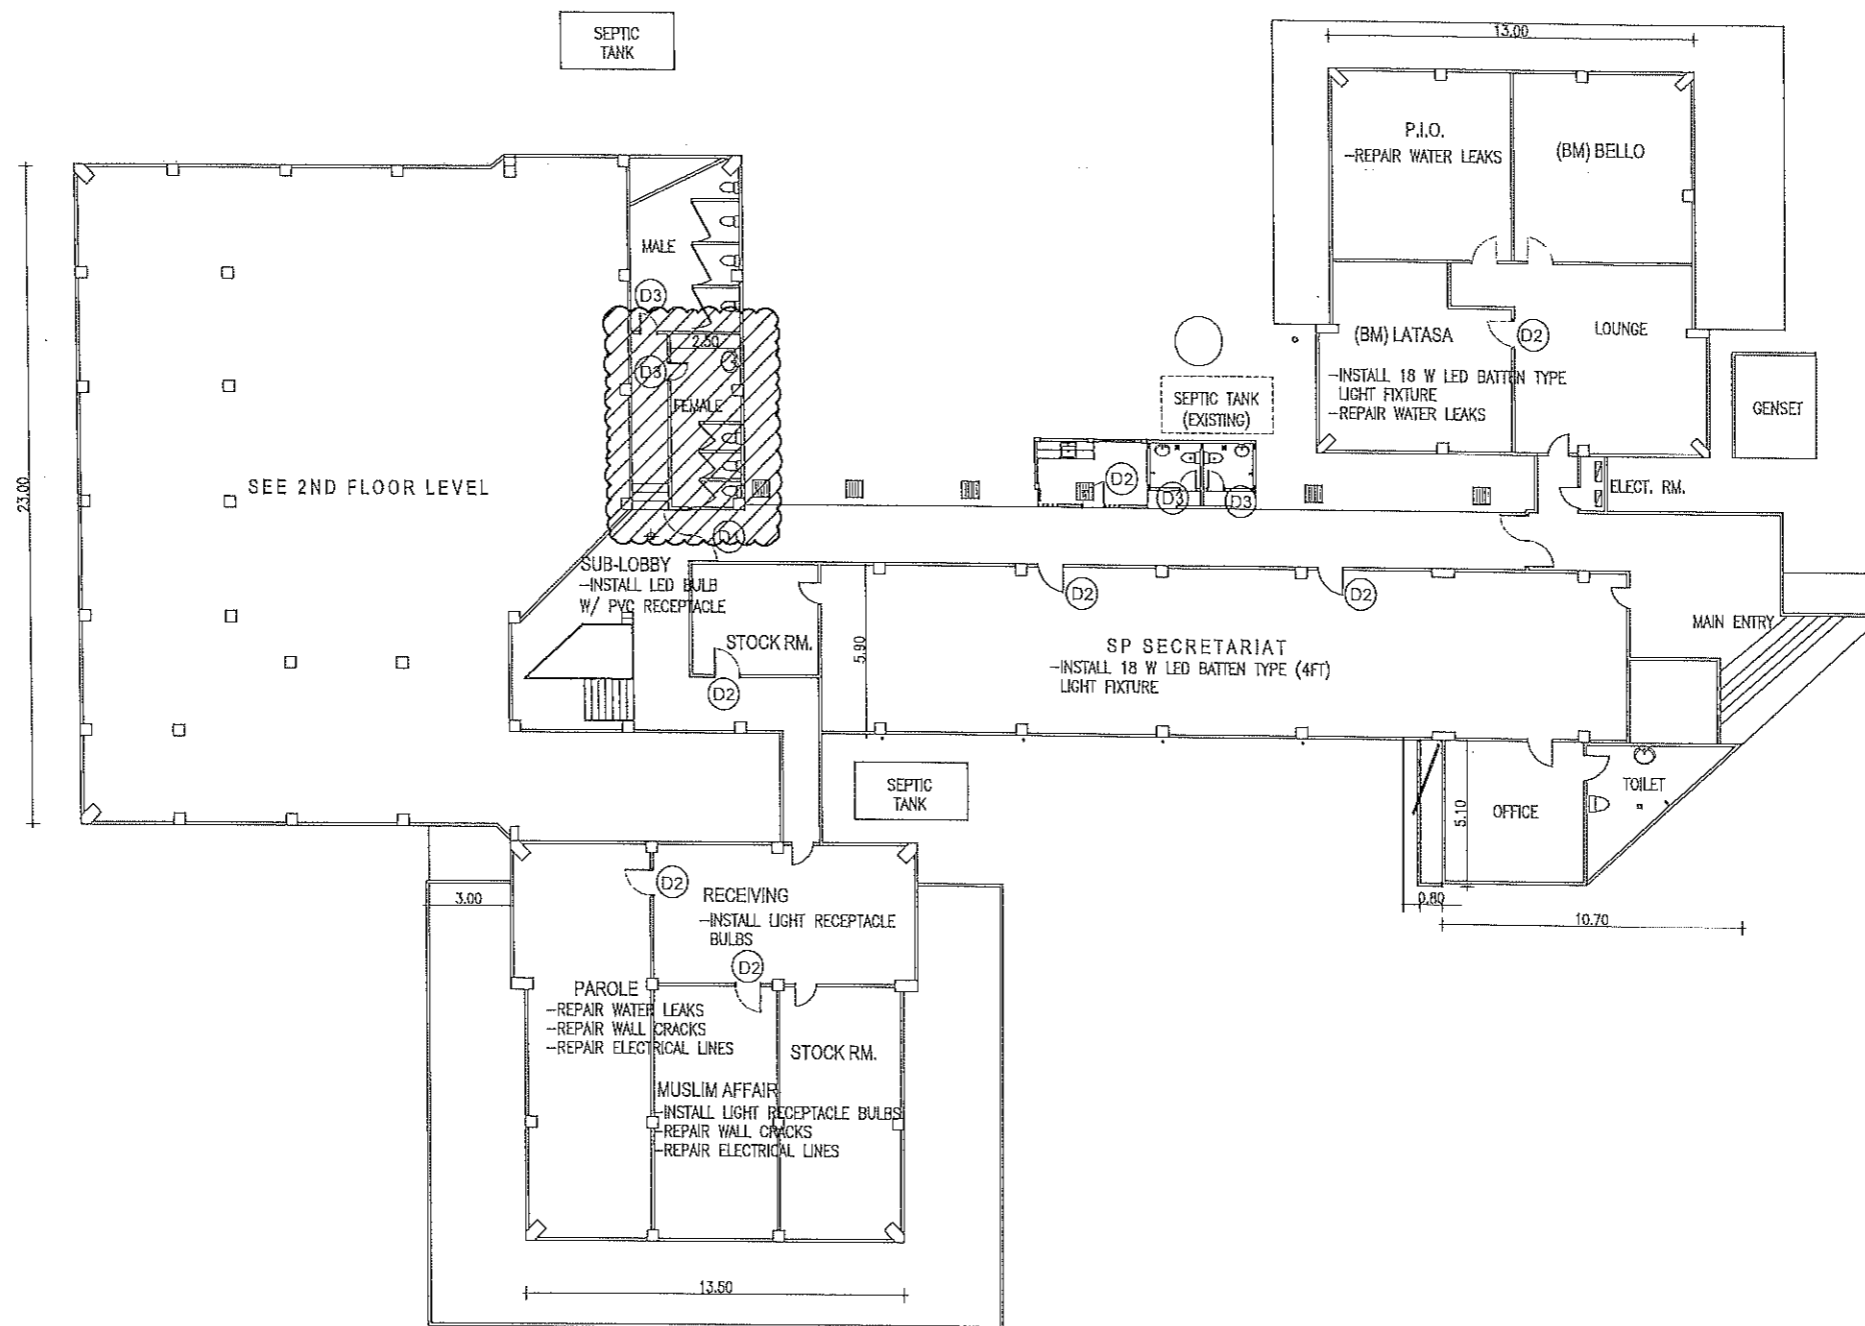 SEPTIC
TANK
13.00
P.I.O.
-REPAIR WATER LEAKS
(BM) BELLO
MALE
D3
2.50
D3
FEMALE
(BM) LATASA
D2
LOUNGE
-INSTALL 18 W LED BATTEN TYPE
LIGHT FIXTURE
-REPAIR WATER LEAKS
SEPTIC TANK
(EXISTING)
GENSET
23.00
SEE 2ND FLOOR LEVEL
D2
D3
D3
ELECT. RM.
SUB-LOBBY
-INSTALL LED BULB
W/ PVC RECEPTACLE
D2
D2
STOCK RM.
5.90
SP SECRETARIAT
-INSTALL 18 W LED BATTEN TYPE (4FT)
LIGHT FIXTURE
MAIN ENTRY
D2
SEPTIC
TANK
5.10
OFFICE
TOILET
0.80
10.70
3.00
D2
RECEIVING
-INSTALL LIGHT RECEPTACLE
BULBS
D2
PAROLE
-REPAIR WATER LEAKS
-REPAIR WALL CRACKS
-REPAIR ELECTRICAL LINES
STOCK RM.
MUSLIM AFFAIR
-INSTALL LIGHT RECEPTACLE BULBS
-REPAIR WALL CRACKS
-REPAIR ELECTRICAL LINES
13.50